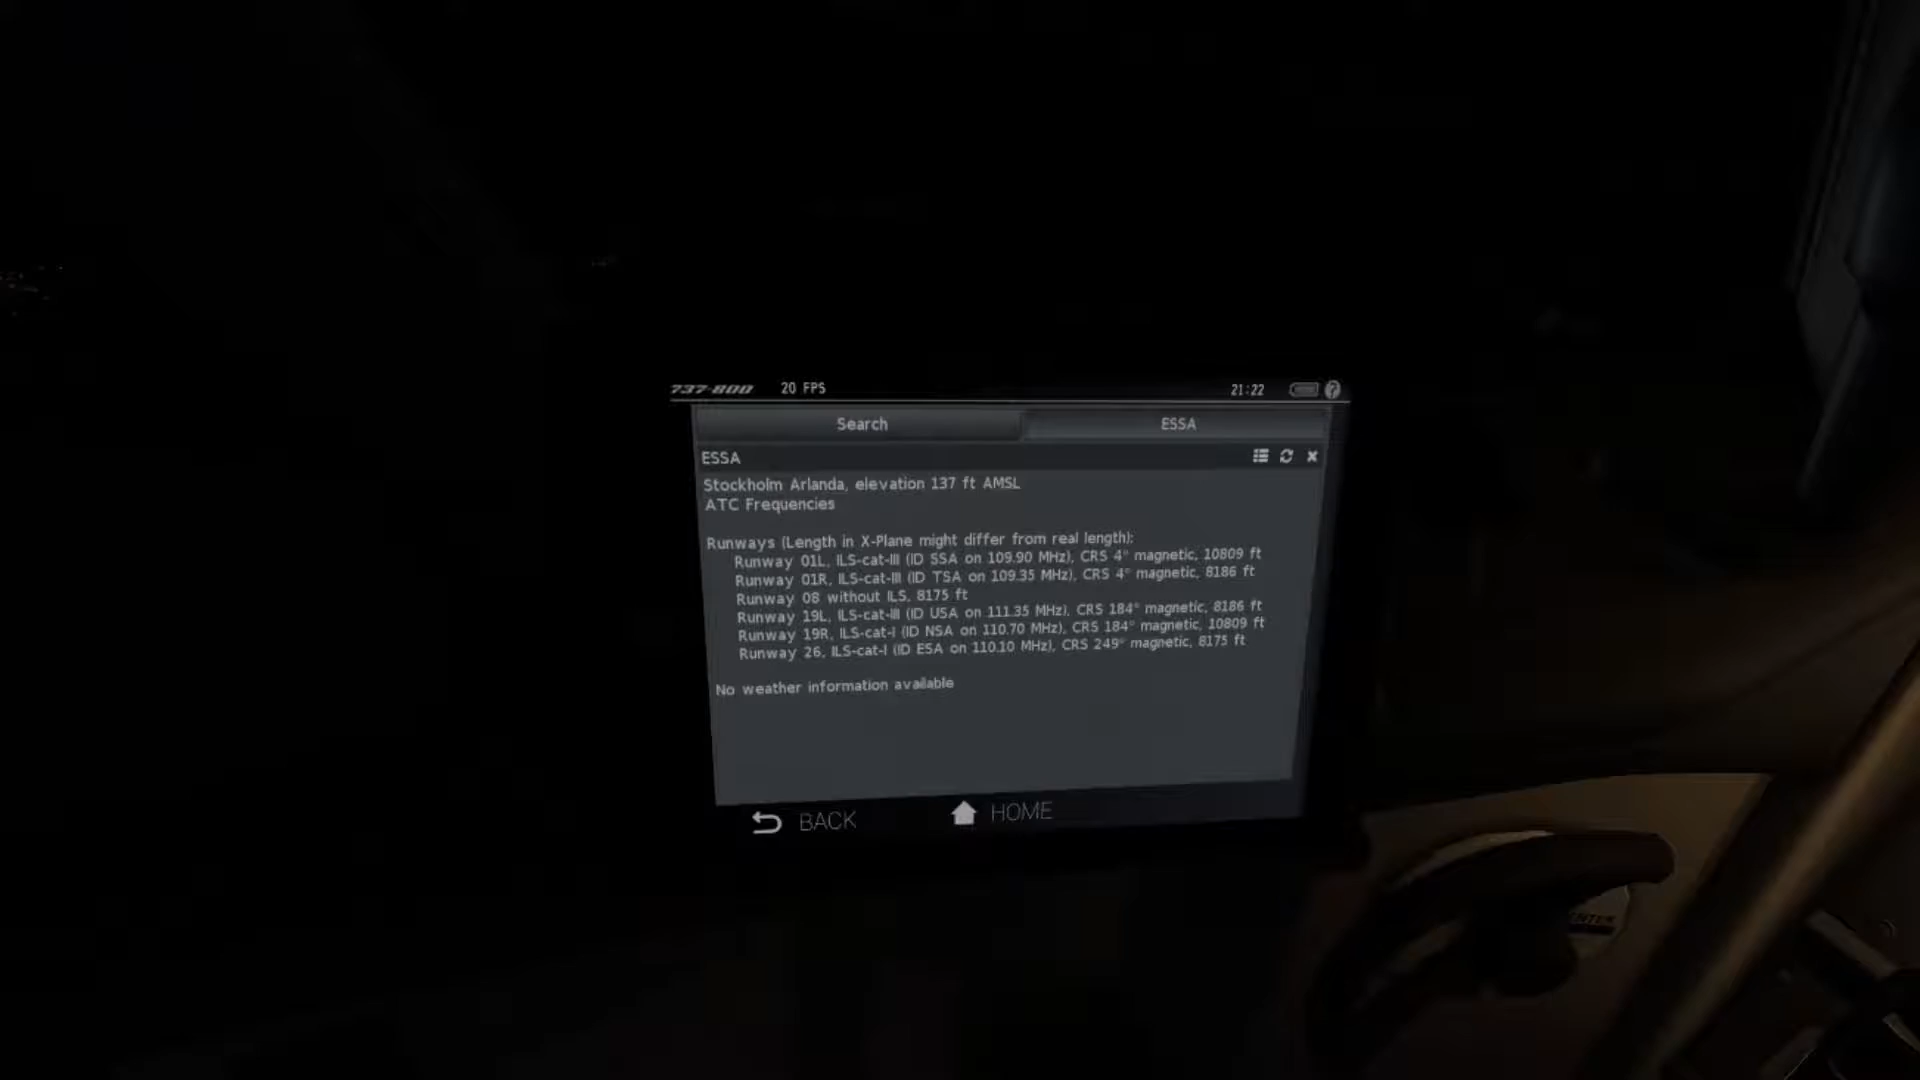 737-800 20 FPS 21:22
Search ESSA
ESSA
Stockholm Arlanda, elevation 137 ft AMSL
ATC Frequencies
Runways (Length in X-Plane might differ from real length):
Runway 01L, ILS-cat-III (ID SSA on 109.90 MHz), CRS 4° magnetic, 10809 ft
Runway 01R, ILS-cat-III (ID TSA on 109.35 MHz), CRS 4° magnetic, 8186 ft
Runway 08 without ILS, 8175 ft
Runway 19L, ILS-cat-III (ID USA on 111.35 MHz), CRS 184° magnetic, 8186 ft
Runway 19R, ILS-cat-I (ID NSA on 110.70 MHz), CRS 184° magnetic, 10809 ft
Runway 26, ILS-cat-I (ID ESA on 110.10 MHz), CRS 249° magnetic, 8175 ft
No weather information available
BACK HOME